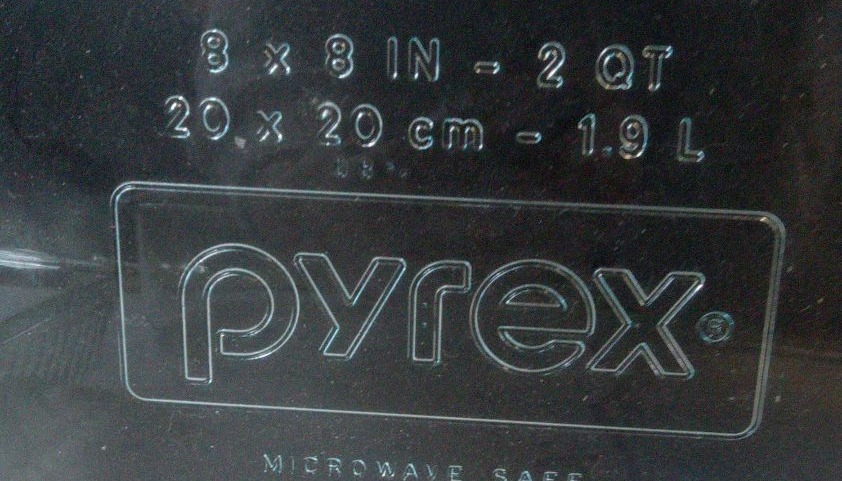 8 x 8 IN - 2 QT
20 x 20 cm - 1.9 L
pyrex®
MICROWAVE SAFE